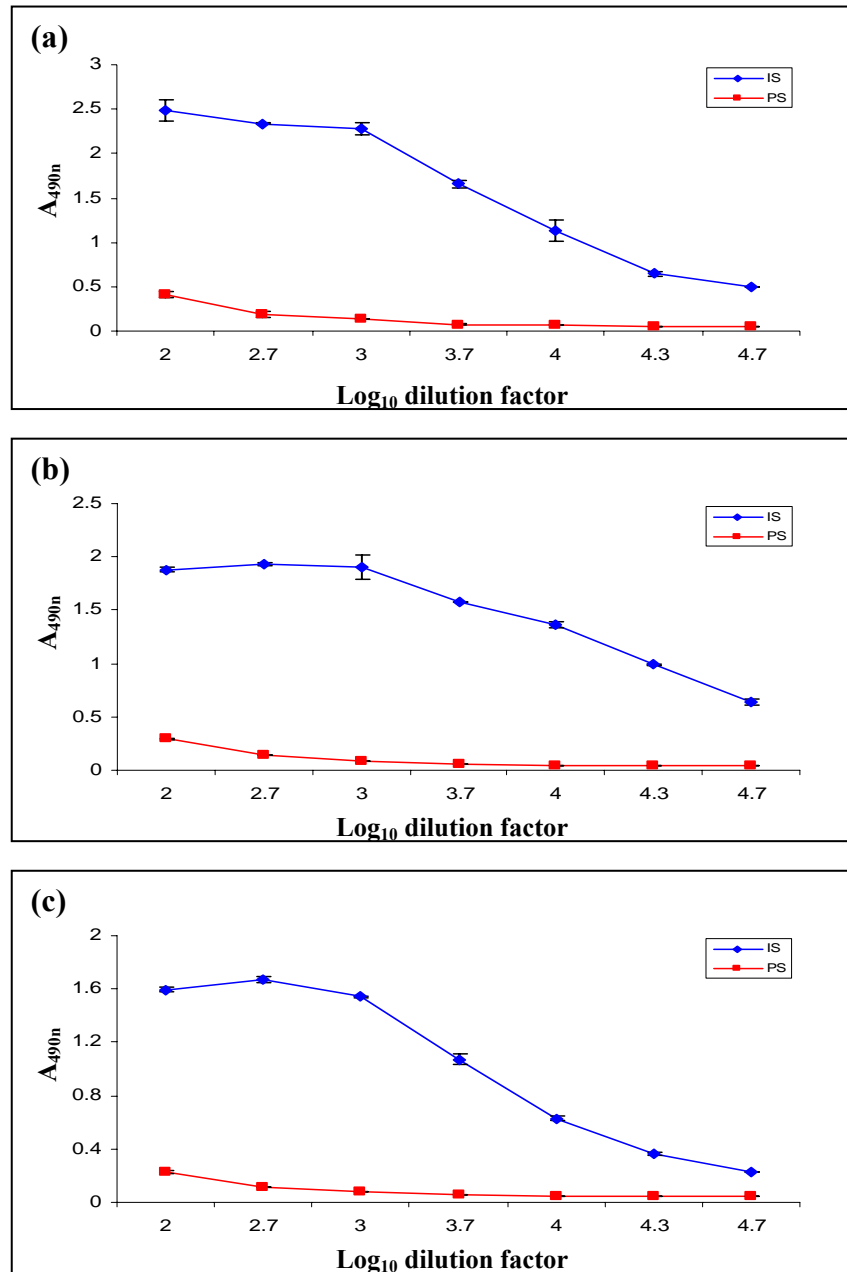 (a)
3
2.5
2
1.5
1
0.5
0
A490n
IS
PS
2 2.7 3 3.7 4 4.3 4.7
Log10 dilution factor
(b)
2.5
2
1.5
1
0.5
0
A490n
IS
PS
2 2.7 3 3.7 4 4.3 4.7
Log10 dilution factor
(c)
2
1.6
1.2
0.8
0.4
0
A490n
IS
PS
2 2.7 3 3.7 4 4.3 4.7
Log10 dilution factor